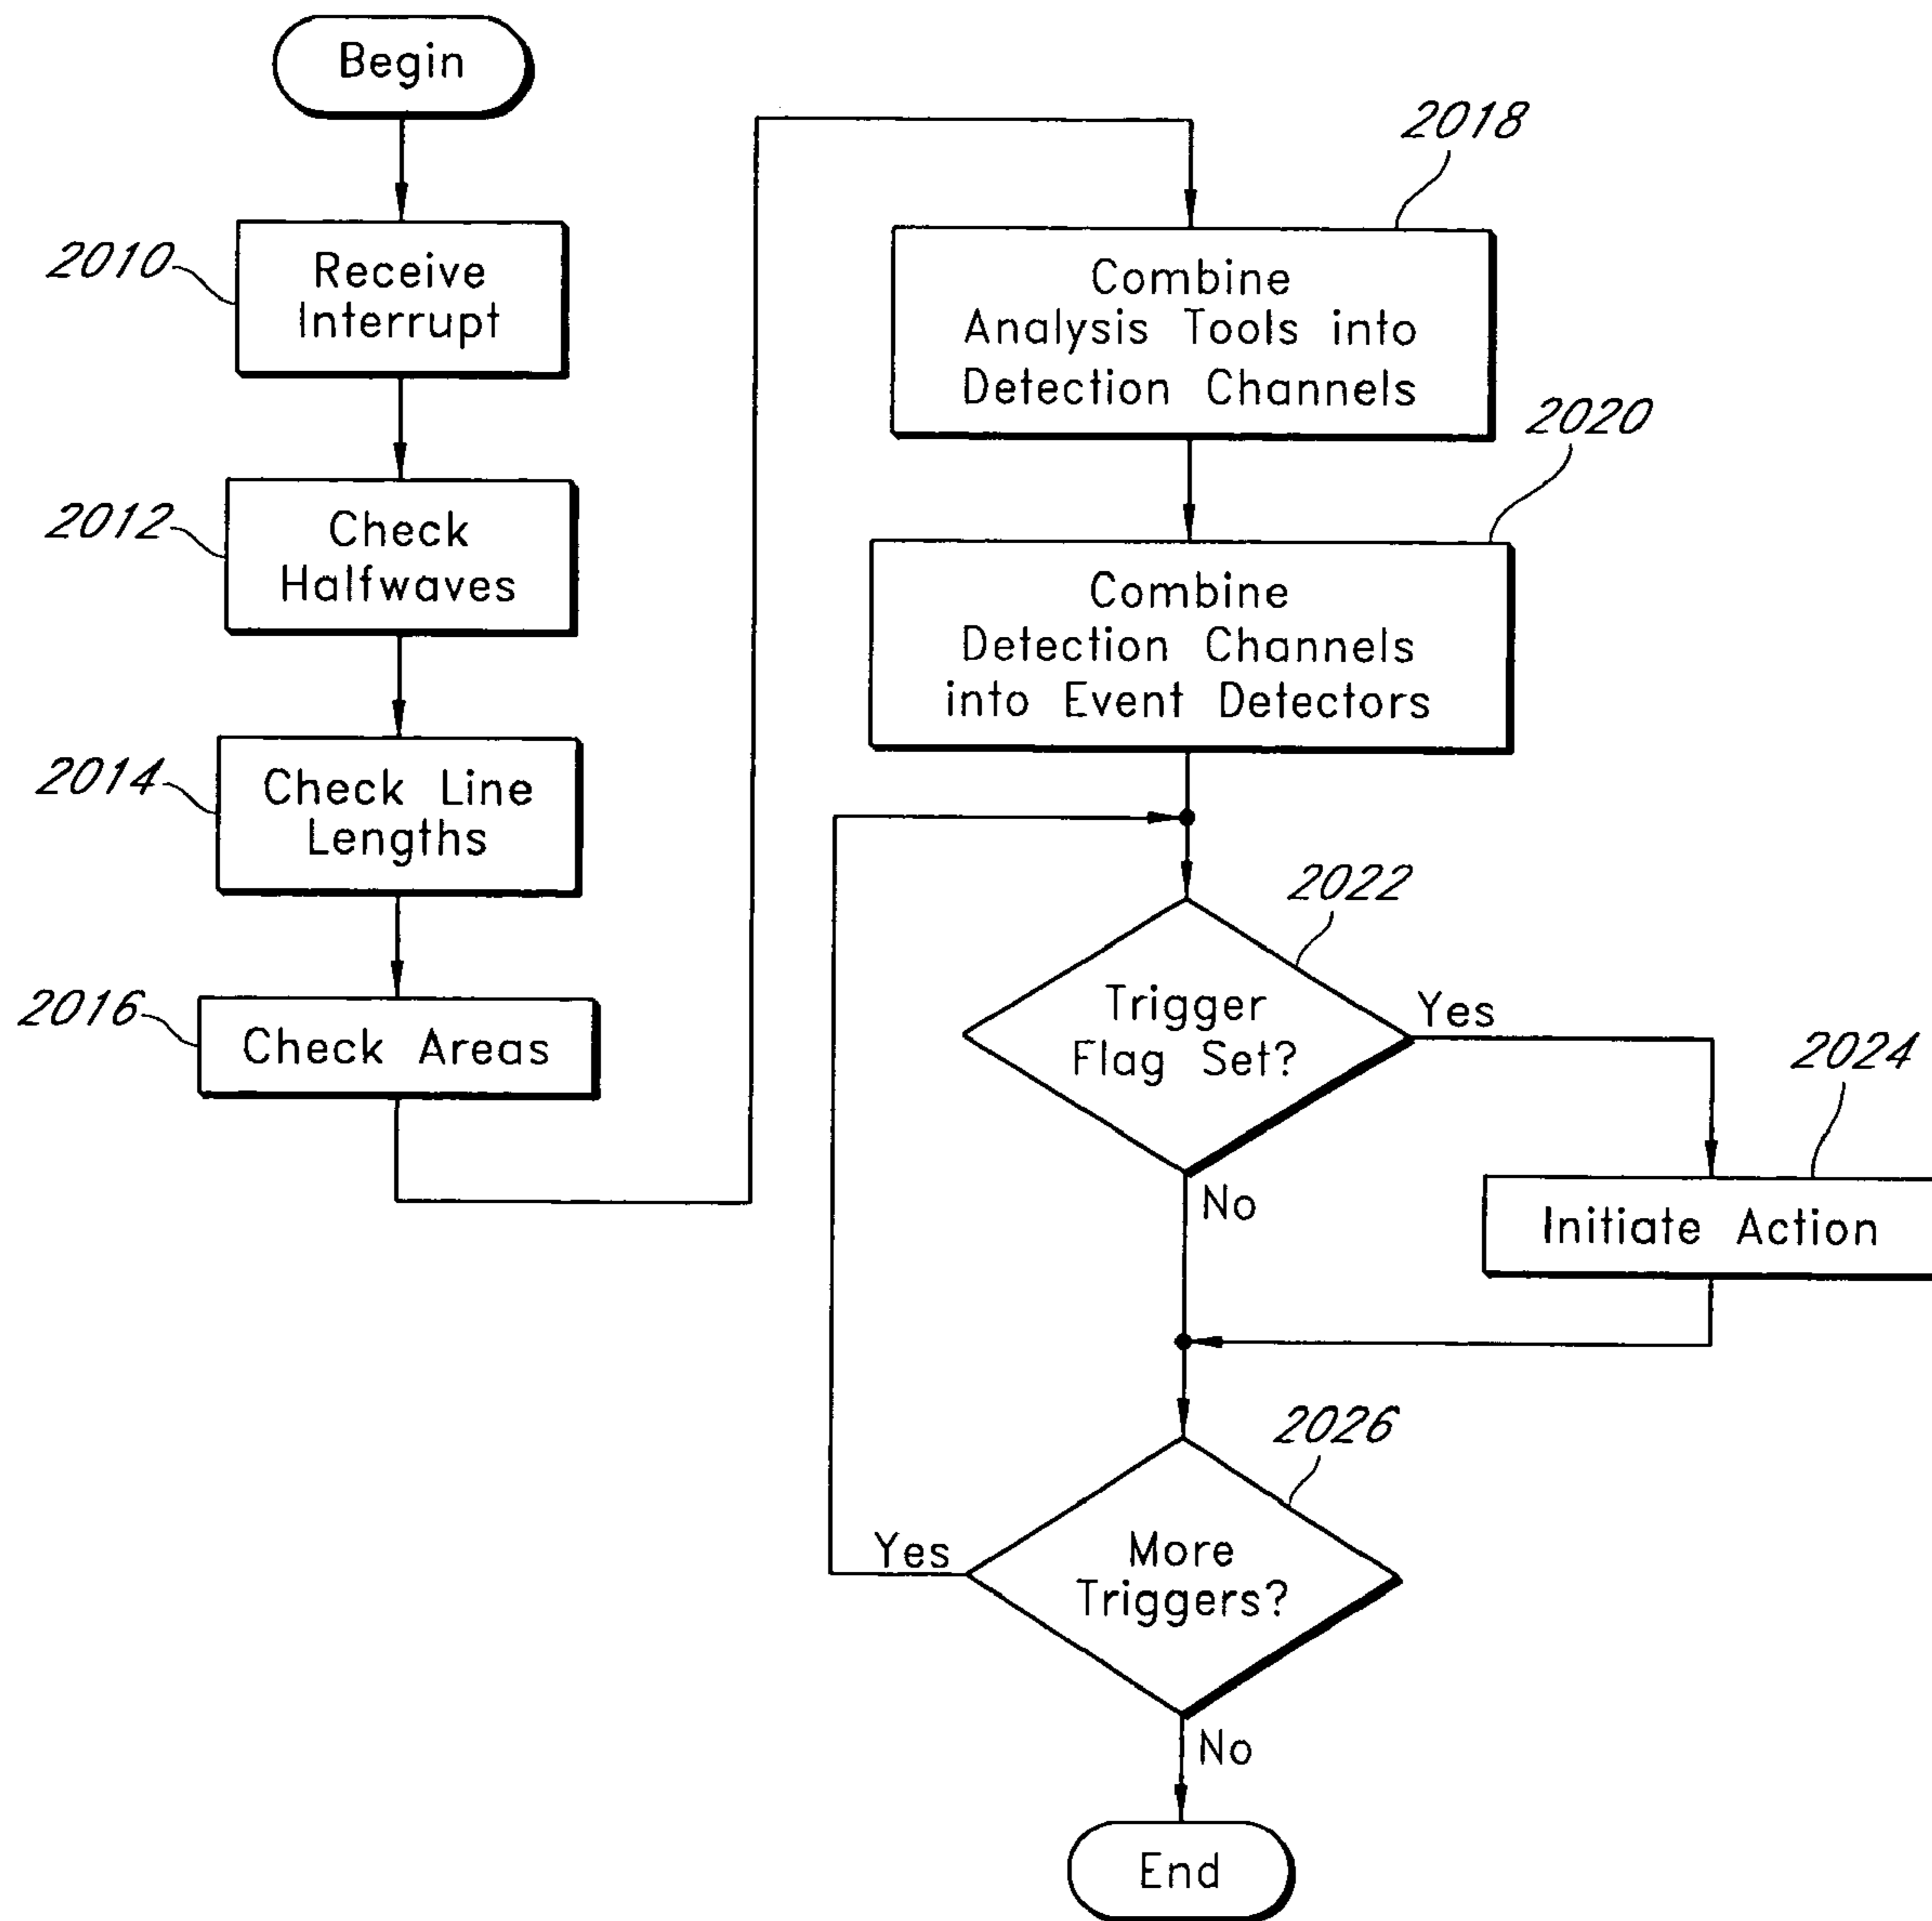 Begin
2010
Receive
Interrupt
2012
Check
Halfwaves
2014
Check Line
Lengths
2016
Check Areas
2018
Combine
Analysis Tools into
Detection Channels
2020
Combine
Detection Channels
into Event Detectors
2022
Trigger
Flag Set?
Yes
No
2024
Initiate Action
2026
More
Triggers?
Yes
No
End